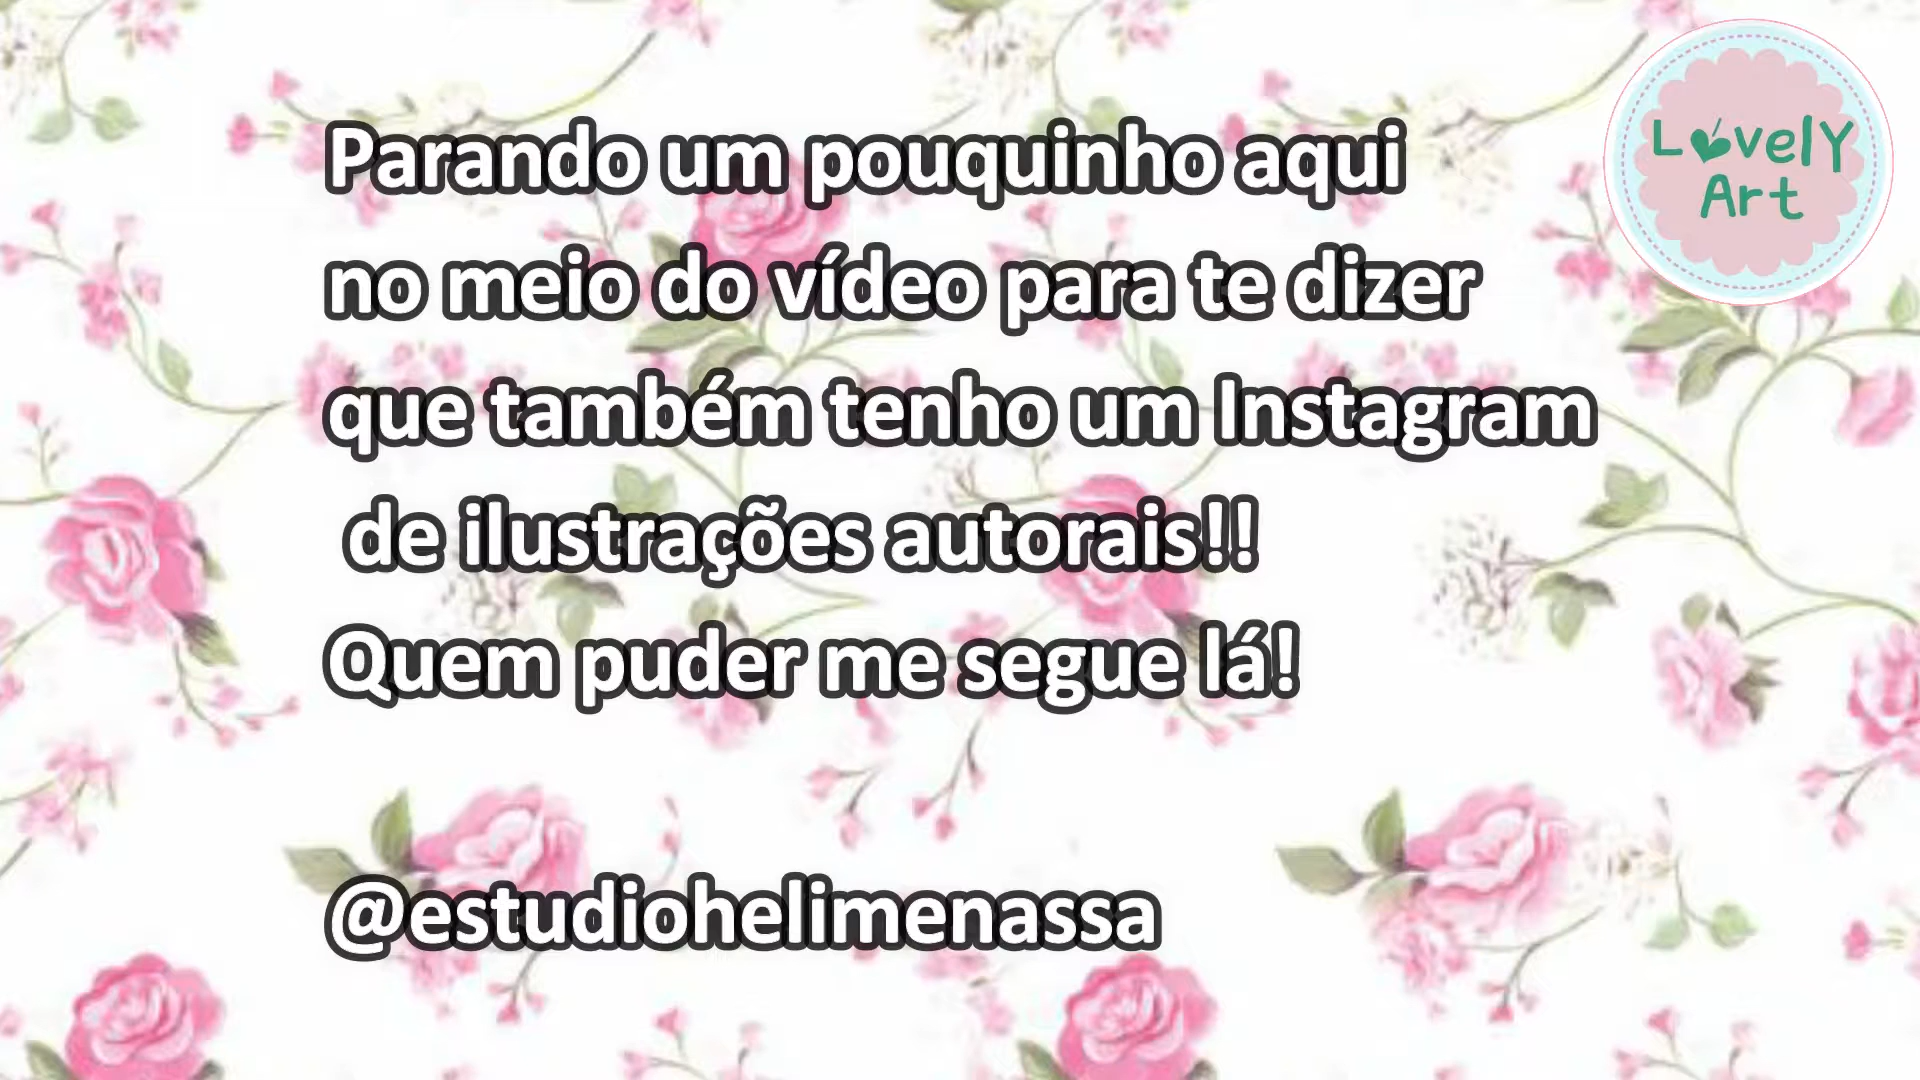 Lovely
Art
Parando um pouquinho aqui
no meio do vídeo para te dizer
que também tenho um Instagram
de ilustrações autorais!!
Quem puder me segue lá!
@estudiohelimenassa